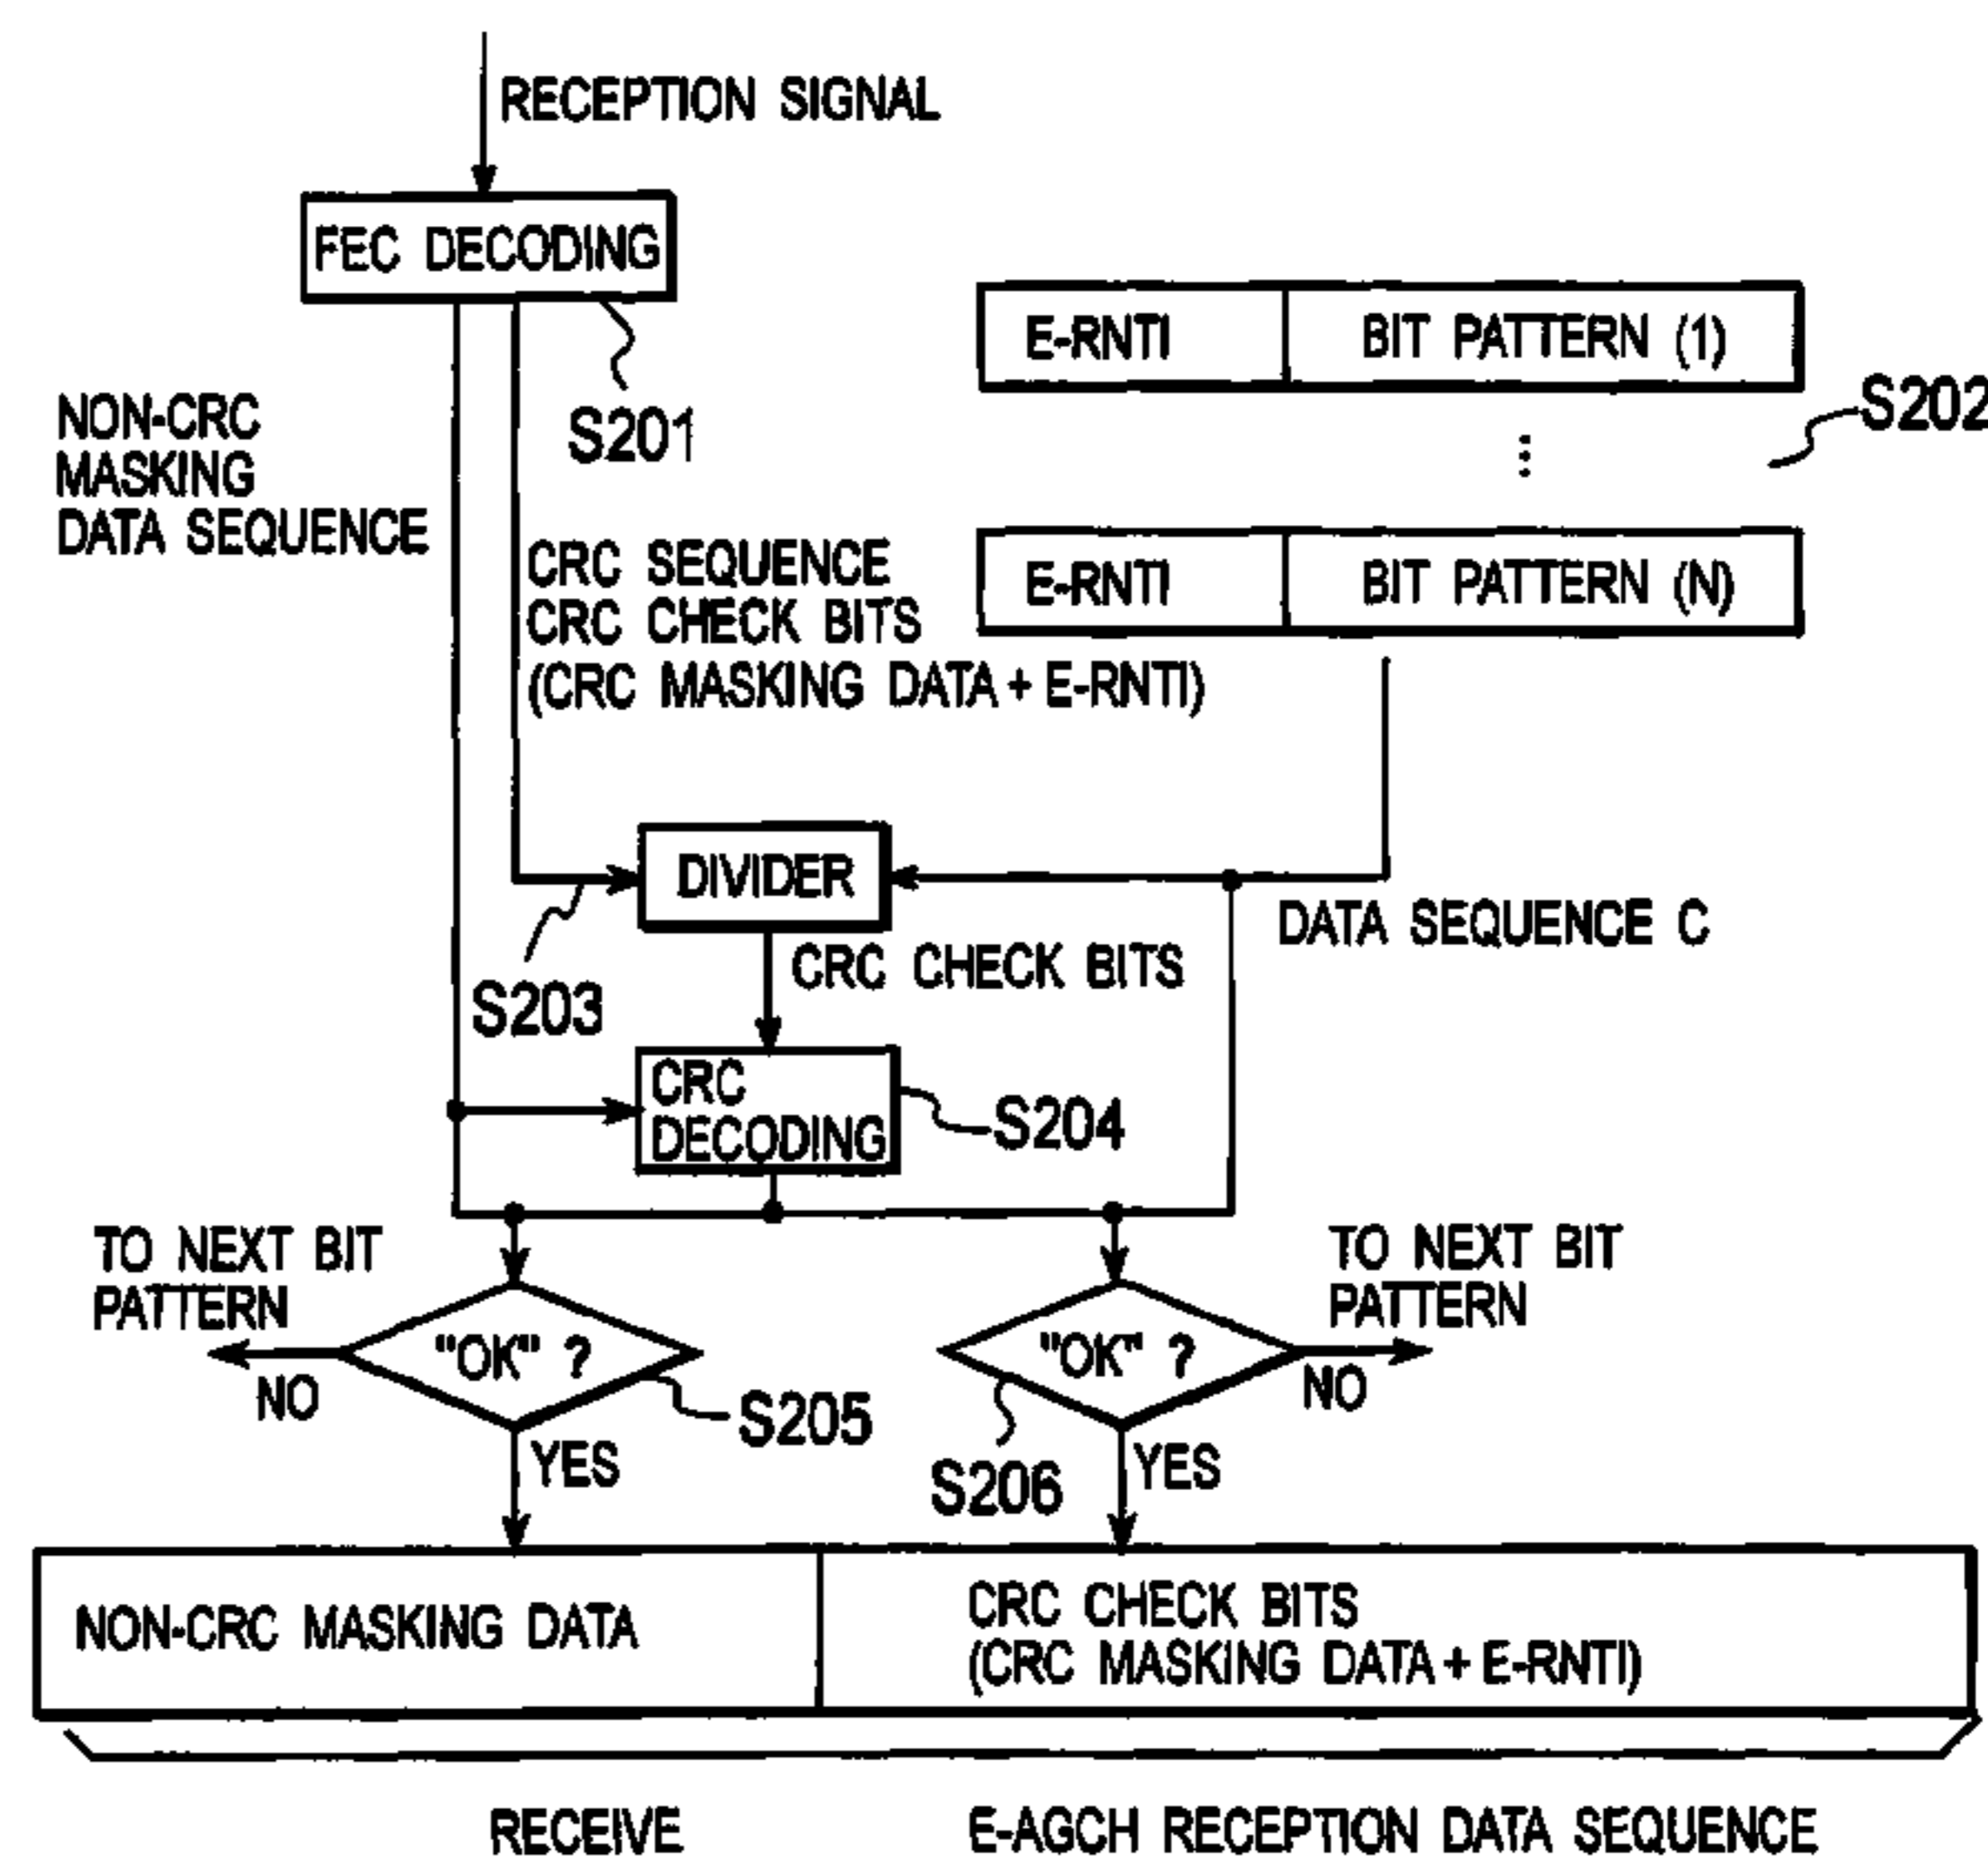 RECEPTION SIGNAL
FEC DECODING
S201
E-RNTI BIT PATTERN (1)
⋮
S202
E-RNTI BIT PATTERN (N)
NON-CRC
MASKING
DATA SEQUENCE
CRC SEQUENCE
CRC CHECK BITS
(CRC MASKING DATA + E-RNTI)
DIVIDER
DATA SEQUENCE C
S203
CRC CHECK BITS
CRC
DECODING
S204
TO NEXT BIT
PATTERN
"OK" ?
NO
S205
YES
TO NEXT BIT
PATTERN
"OK" ?
NO
S206
YES
NON-CRC MASKING DATA
CRC CHECK BITS
(CRC MASKING DATA + E-RNTI)
RECEIVE E-AGCH RECEPTION DATA SEQUENCE